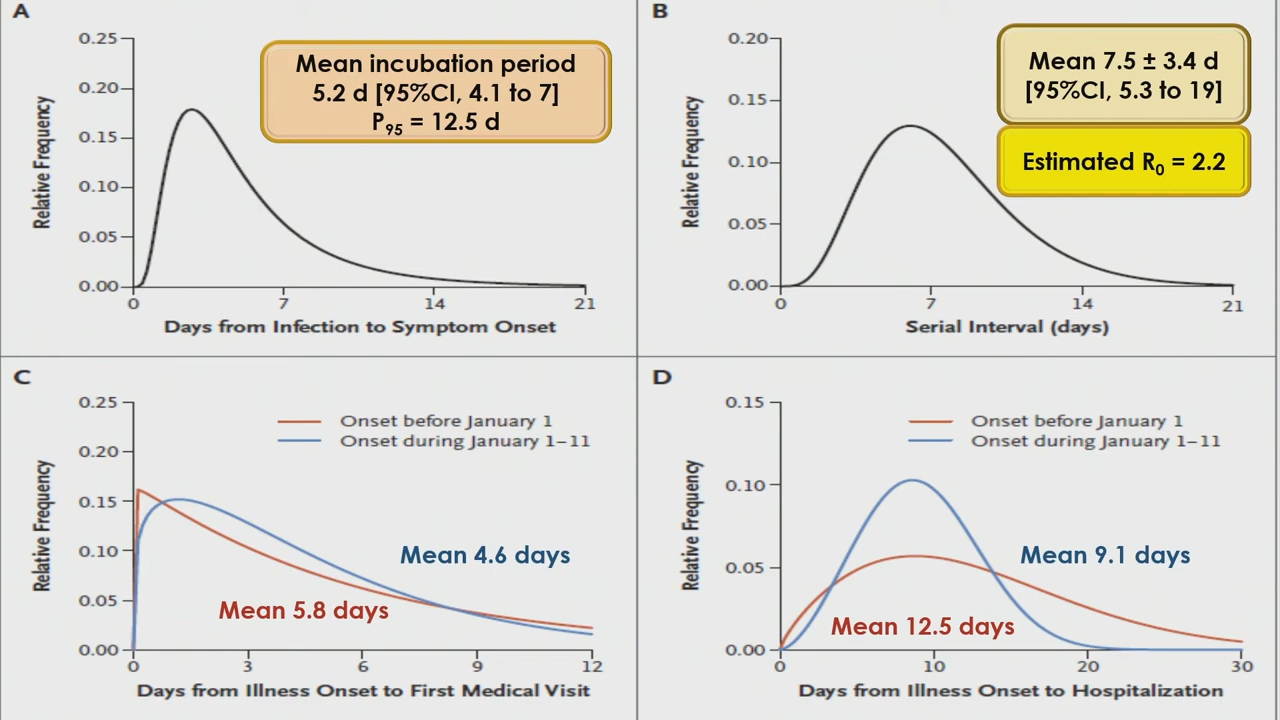 A
Relative Frequency
0.25
0.20
0.15
0.10
0.05
0.00
0
7
14
21
Days from Infection to Symptom Onset
Mean incubation period
5.2 d [95%CI, 4.1 to 7]
P95 = 12.5 d
B
Relative Frequency
0.20
0.15
0.10
0.05
0.00
0
7
14
21
Serial Interval (days)
Mean 7.5 ± 3.4 d
[95%CI, 5.3 to 19]
Estimated R0 = 2.2
C
Relative Frequency
0.25
0.20
0.15
0.10
0.05
0.00
0
3
6
9
12
Days from Illness Onset to First Medical Visit
Onset before January 1
Onset during January 1–11
Mean 4.6 days
Mean 5.8 days
D
Relative Frequency
0.15
0.10
0.05
0.00
0
10
20
30
Days from Illness Onset to Hospitalization
Onset before January 1
Onset during January 1–11
Mean 9.1 days
Mean 12.5 days